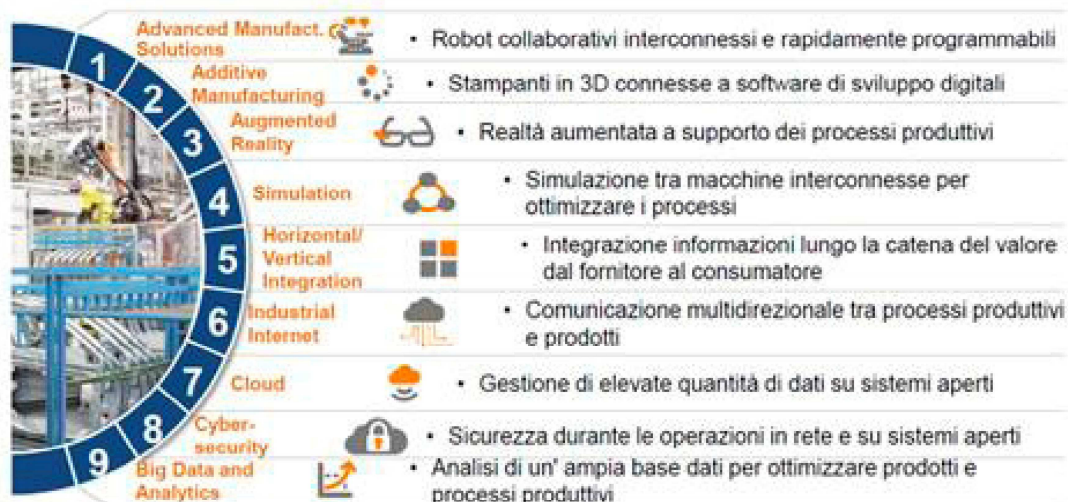 1
Advanced Manufact.
Solutions
• Robot collaborativi interconnessi e rapidamente programmabili
2
Additive
Manufacturing
• Stampanti in 3D connesse a software di sviluppo digitali
3
Augmented
Reality
• Realtà aumentata a supporto dei processi produttivi
4
Simulation
• Simulazione tra macchine interconnesse per
ottimizzare i processi
5
Horizontal/
Vertical
Integration
• Integrazione informazioni lungo la catena del valore
dal fornitore al consumatore
6
Industrial
Internet
• Comunicazione multidirezionale tra processi produttivi
e prodotti
7
Cloud
• Gestione di elevate quantità di dati su sistemi aperti
8
Cyber-
security
• Sicurezza durante le operazioni in rete e su sistemi aperti
9
Big Data and
Analytics
• Analisi di un' ampia base dati per ottimizzare prodotti e
processi produttivi